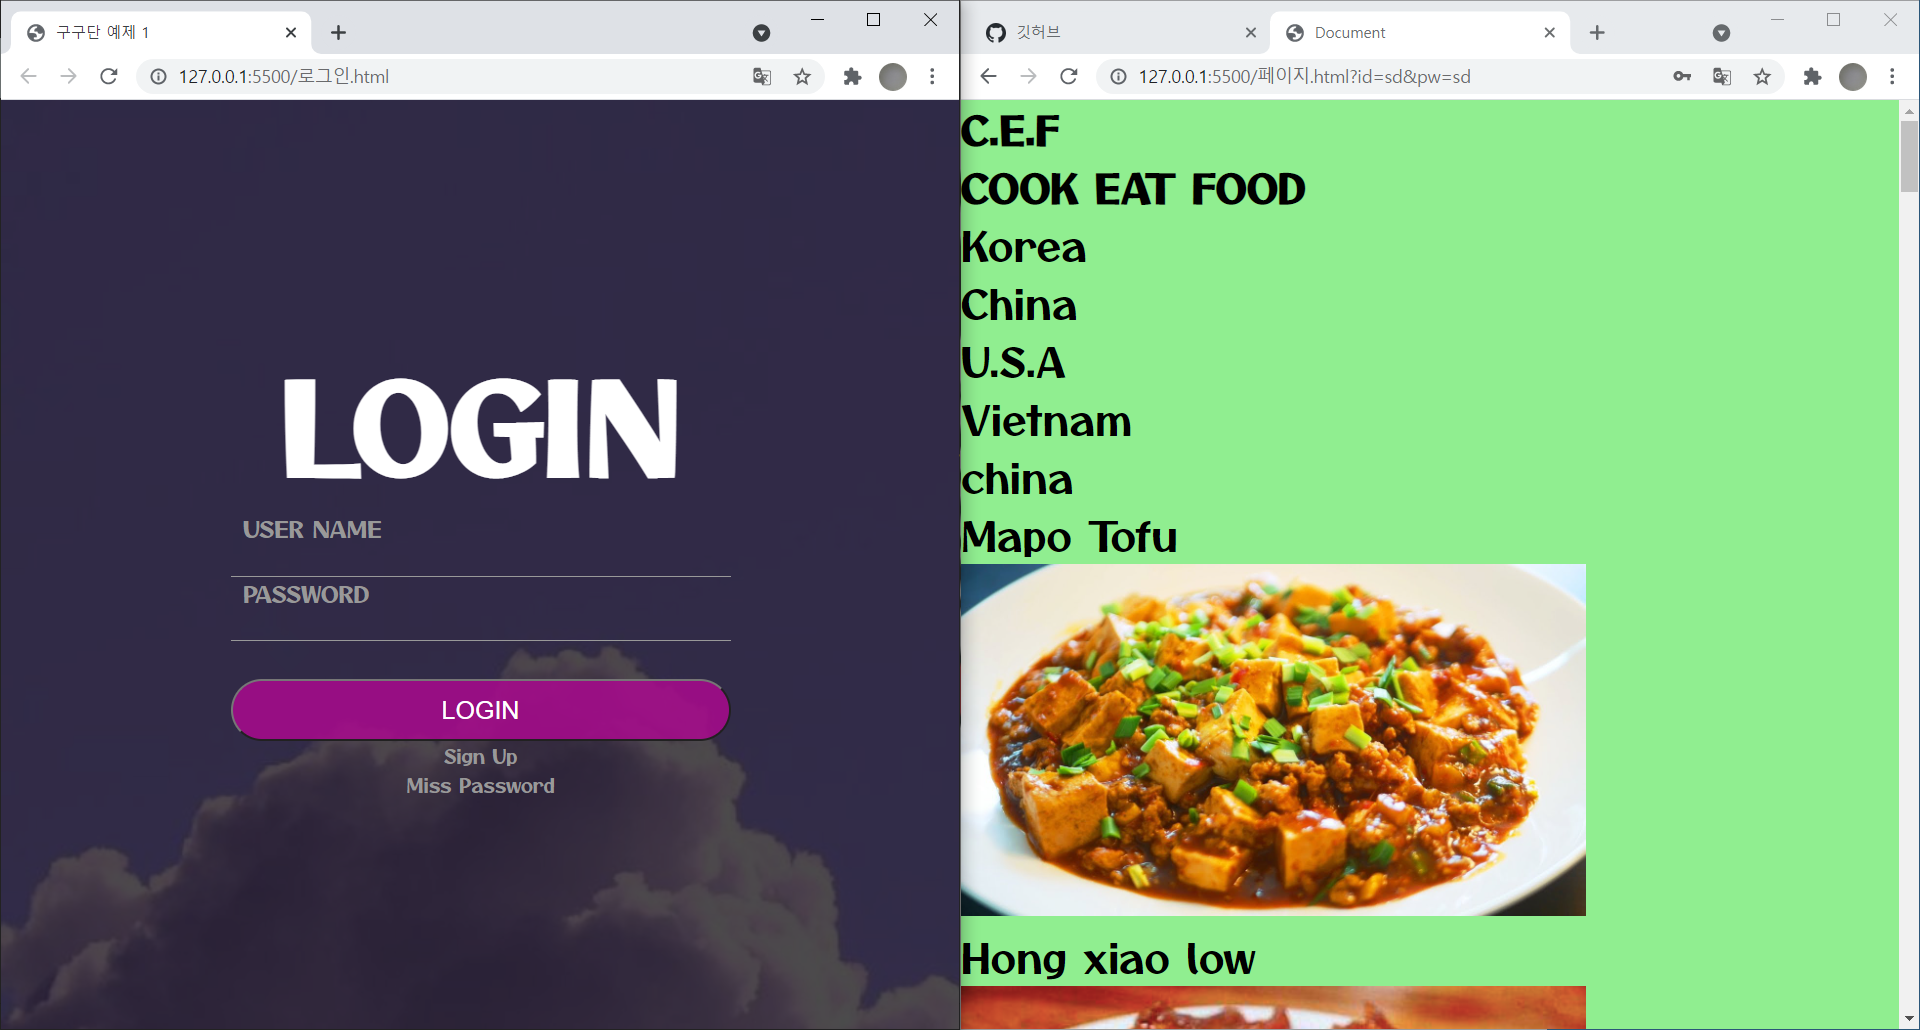 구구단 예제 1
127.0.0.1:5500/로그인.html
LOGIN
USER NAME
PASSWORD
LOGIN
Sign Up
Miss Password
깃허브
Document
127.0.0.1:5500/페이지.html?id=sd&pw=sd
C.E.F
COOK EAT FOOD
Korea
China
U.S.A
Vietnam
china
Mapo Tofu
Hong xiao low